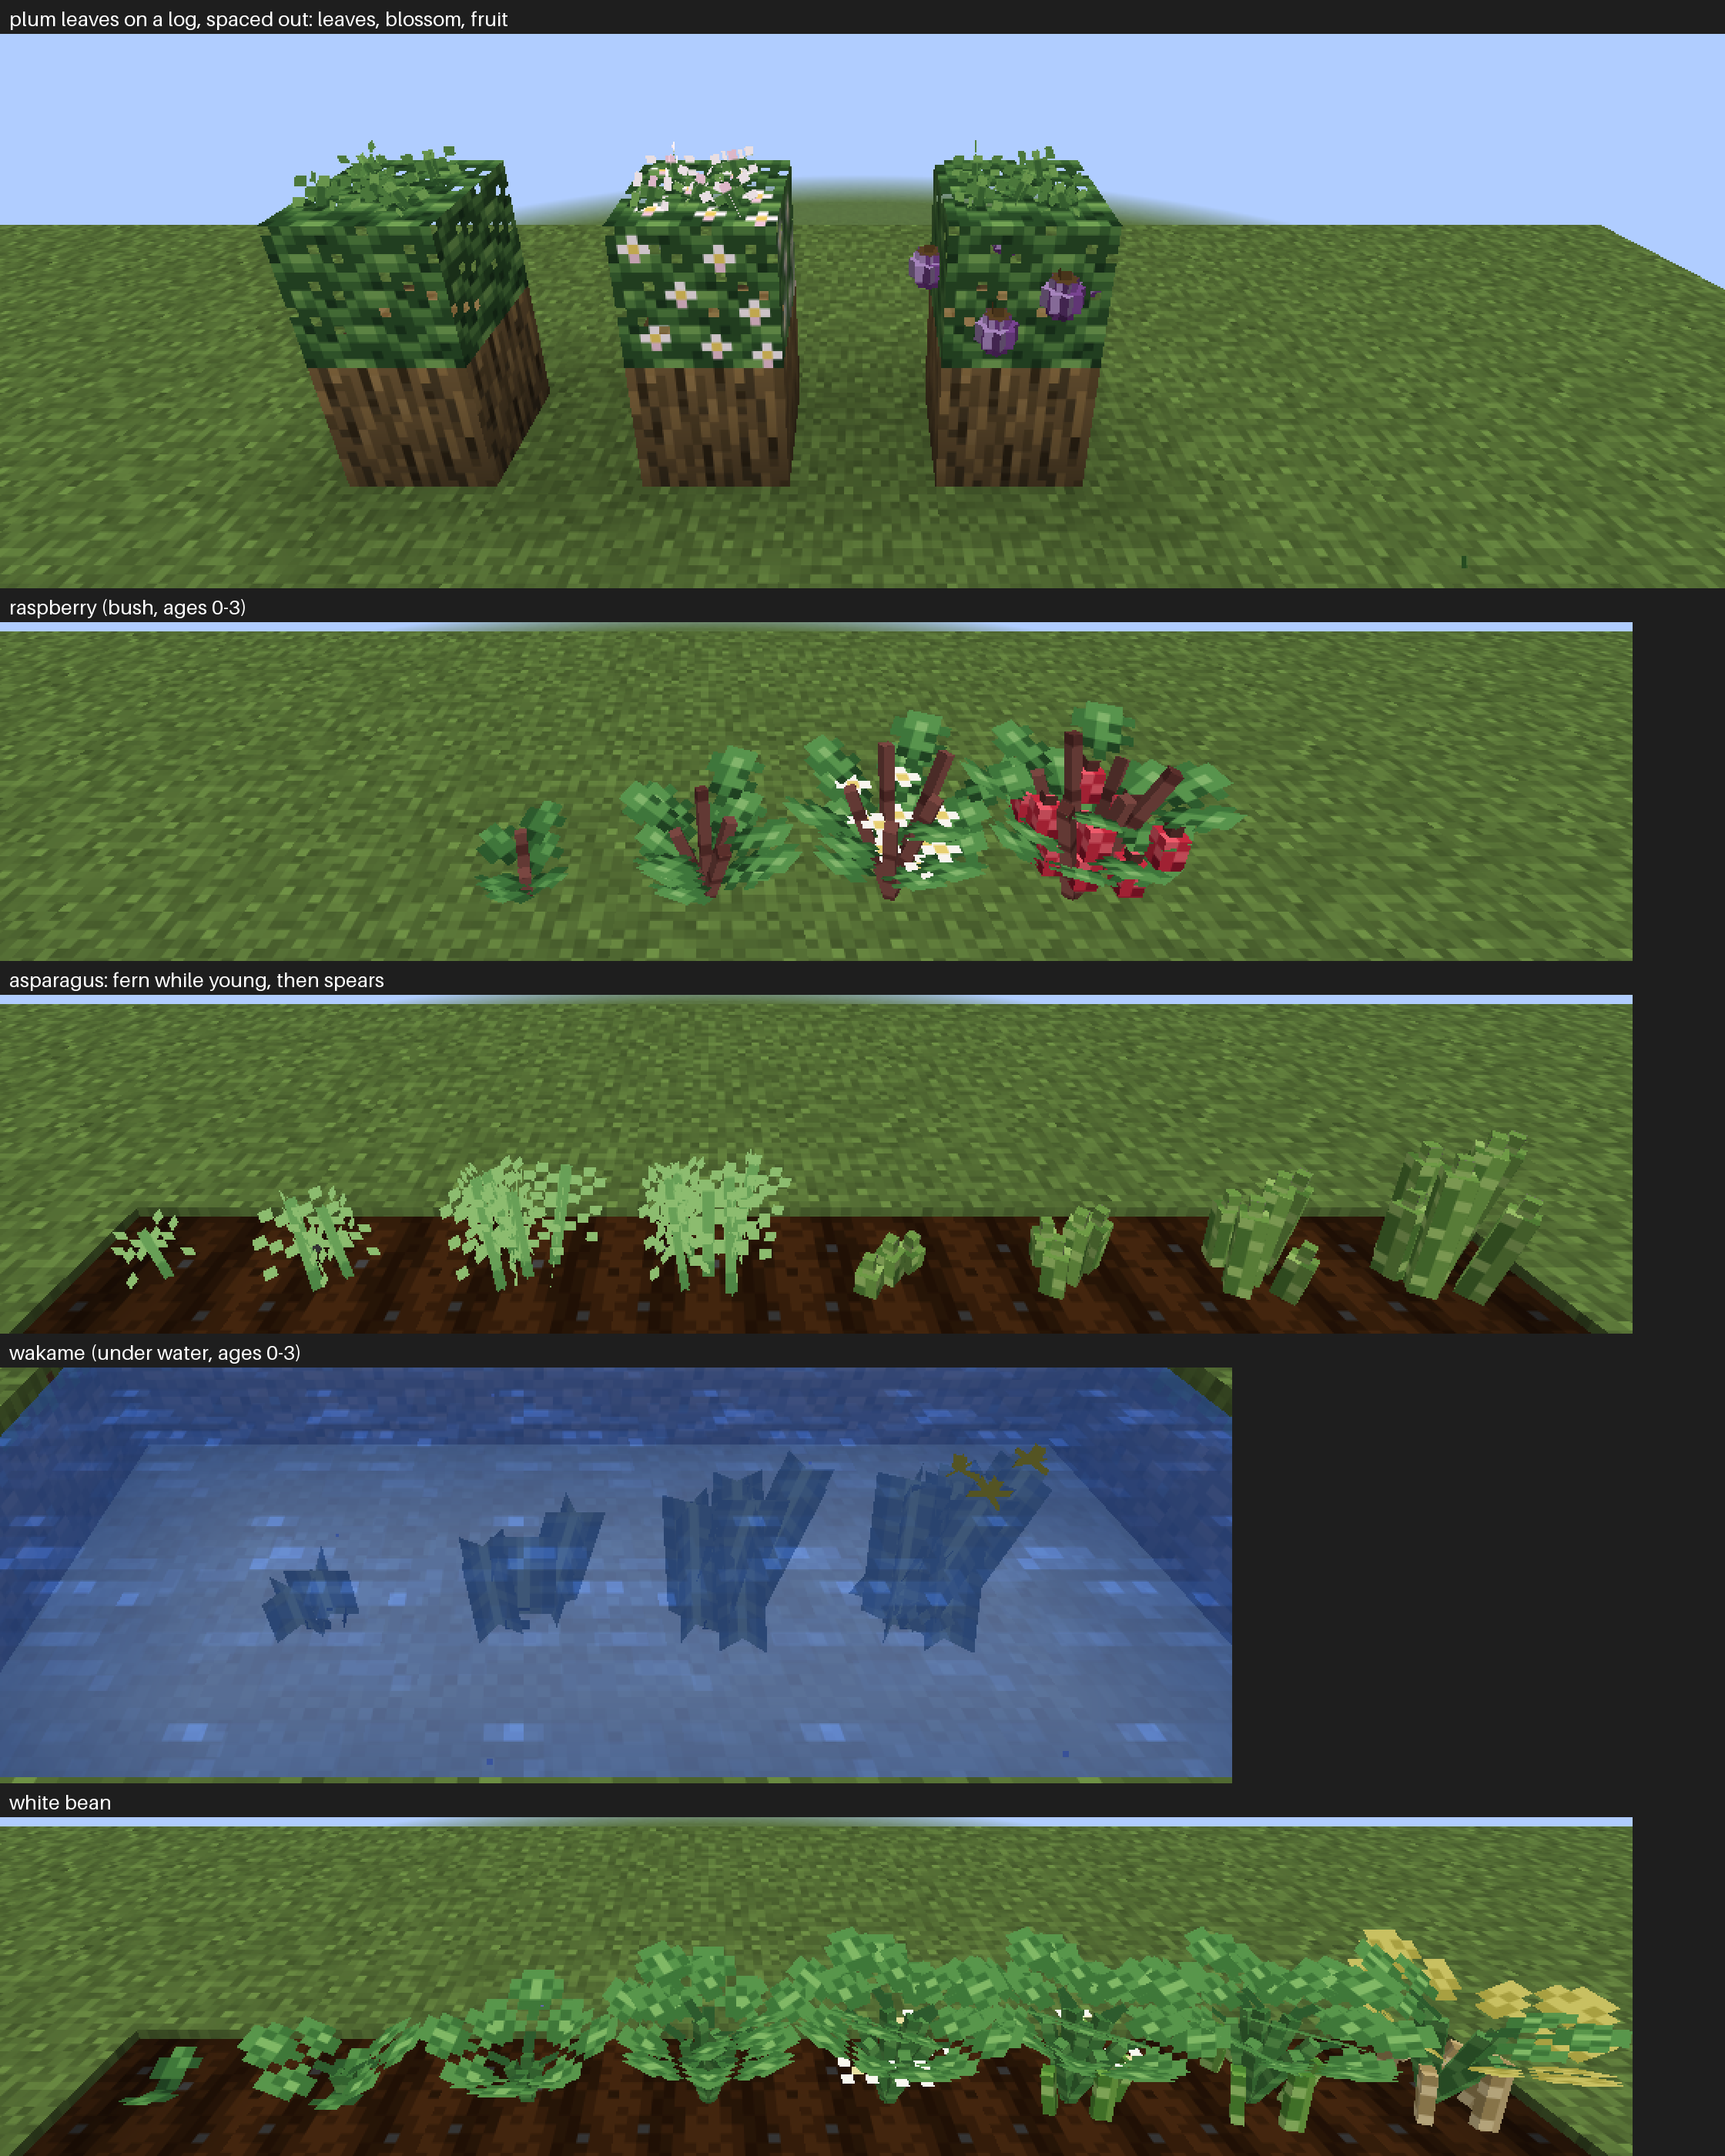 plum leaves on a log, spaced out: leaves, blossom, fruit
raspberry (bush, ages 0-3)
asparagus: fern while young, then spears
wakame (under water, ages 0-3)
white bean